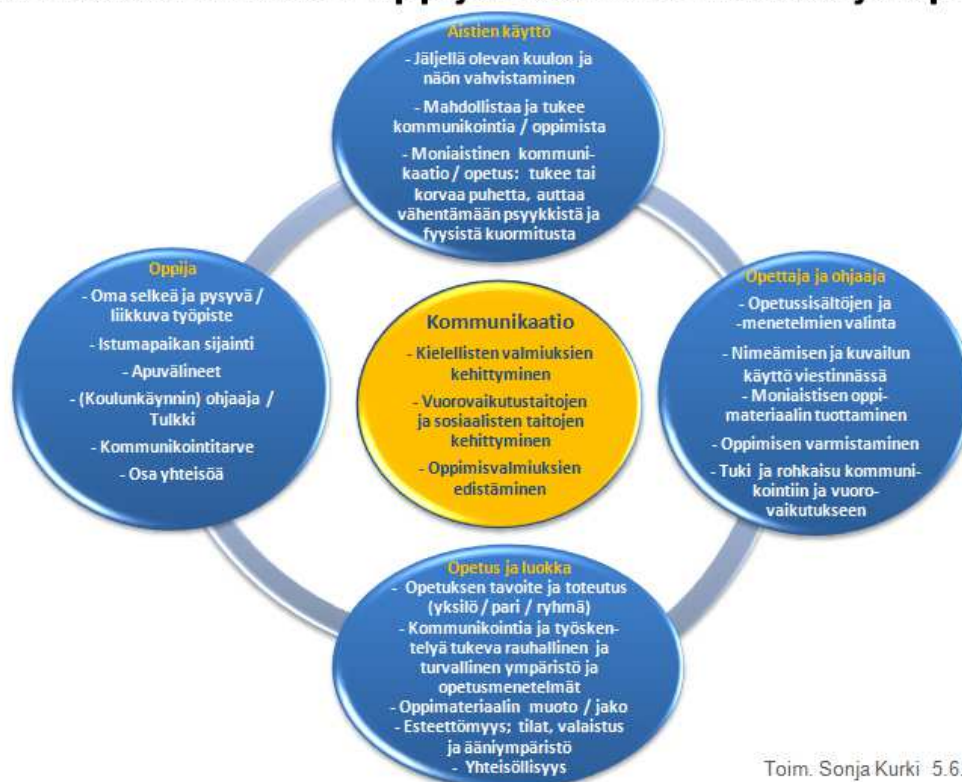 Aistien käyttö
- Jäljellä olevan kuulon ja
näön vahvistaminen
- Mahdollistaa ja tukee
kommunikointia / oppimista
- Moniaistinen kommuni-
kaatio / opetus: tukee tai
korvaa puhetta, auttaa
vähentämään psyykkistä ja
fyysistä kuormitusta
Oppija
- Oma selkeä ja pysyvä /
liikkuva työpiste
- Istumapaikan sijainti
- Apuvälineet
- (Koulunkäynnin) ohjaaja /
Tulkki
- Kommunikointitarve
- Osa yhteisöä
Kommunikaatio
- Kielellisten valmiuksien
kehittyminen
- Vuorovaikutustaitojen
ja sosiaalisten taitojen
kehittyminen
- Oppimisvalmiuksien
edistäminen
Opettaja ja ohjaaja
- Opetussisältöjen ja
-menetelmien valinta
- Nimeämisen ja kuvailun
käyttö viestinnässä
- Moniaistisen oppi-
materiaalin tuottaminen
- Oppimisen varmistaminen
- Tuki ja rohkaisu kommuni-
kointiin ja vuoro-
vaikutukseen
Opetus ja luokka
- Opetuksen tavoite ja toteutus
(yksilö / pari / ryhmä)
- Kommunikointia ja työsken-
telyä tukeva rauhallinen ja
turvallinen ympäristö ja
opetusmenetelmät
- Oppimateriaalin muoto / jako
- Esteettömyys; tilat, valaistus
ja ääniympäristö
- Yhteisöllisyys
Toim. Sonja Kurki 5.6.